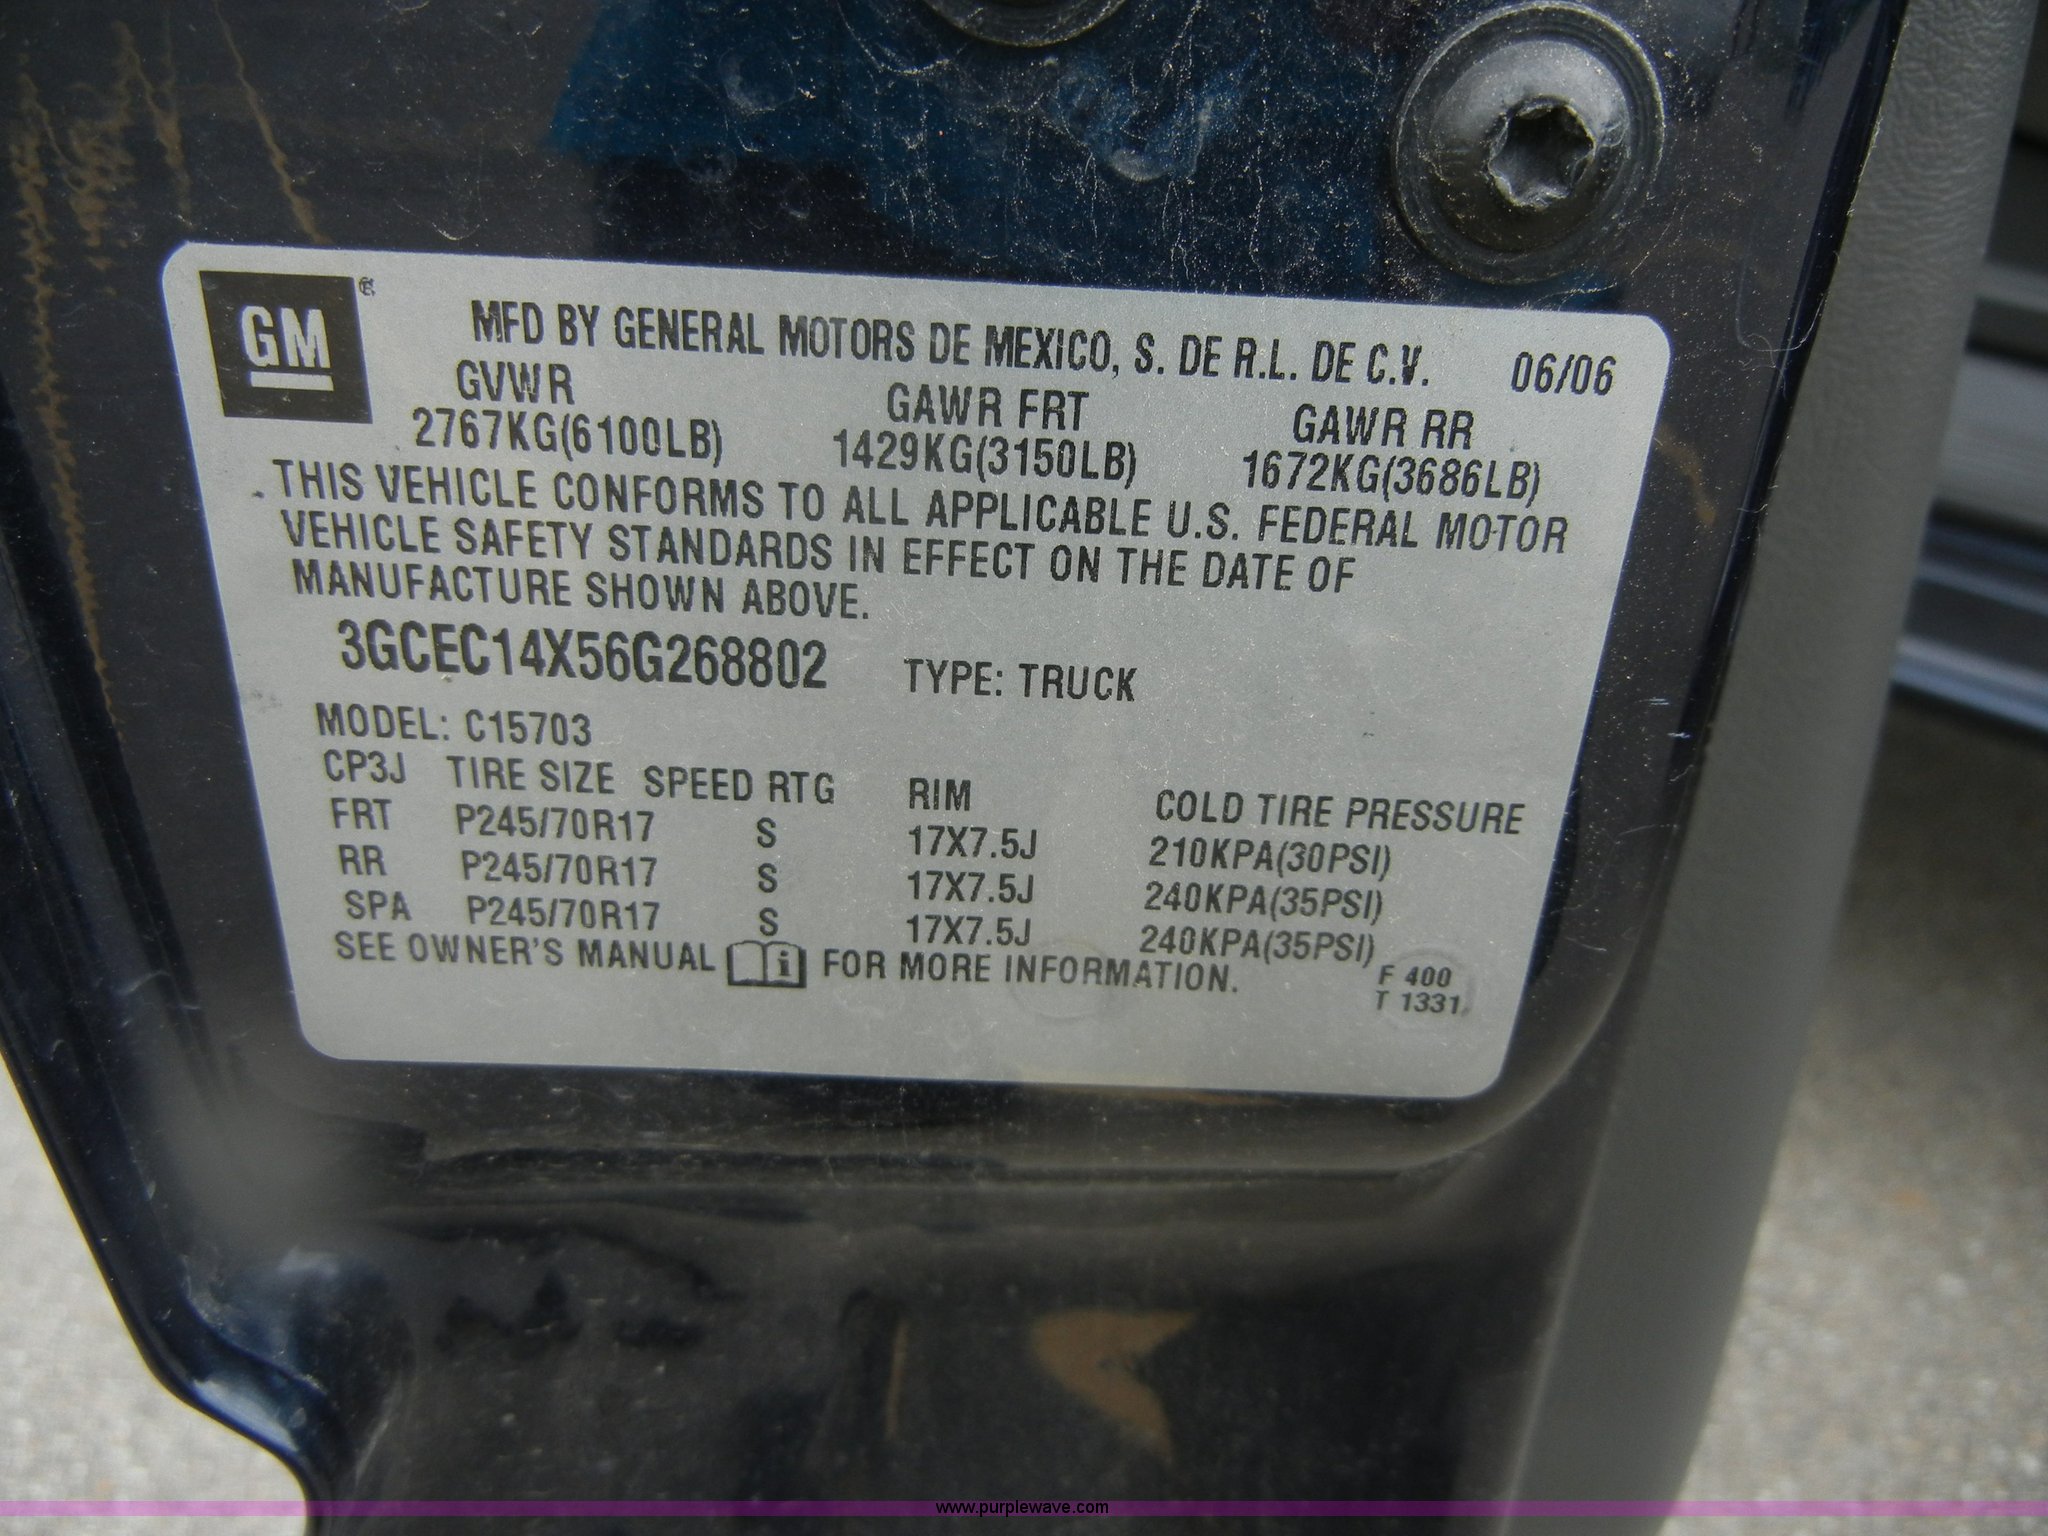 GM ®
MFD BY GENERAL MOTORS DE MEXICO, S. DE R.L. DE C.V. 06/06
GVWR GAWR FRT GAWR RR
2767KG(6100LB) 1429KG(3150LB) 1672KG(3686LB)
THIS VEHICLE CONFORMS TO ALL APPLICABLE U.S. FEDERAL MOTOR
VEHICLE SAFETY STANDARDS IN EFFECT ON THE DATE OF
MANUFACTURE SHOWN ABOVE.
3GCEC14X56G268802 TYPE: TRUCK
MODEL: C15703
CP3J TIRE SIZE SPEED RTG RIM COLD TIRE PRESSURE
FRT P245/70R17 S 17X7.5J 210KPA(30PSI)
RR P245/70R17 S 17X7.5J 240KPA(35PSI)
SPA P245/70R17 S 17X7.5J 240KPA(35PSI)
SEE OWNER'S MANUAL i FOR MORE INFORMATION.
F 400
T 1331
www.purplewave.com